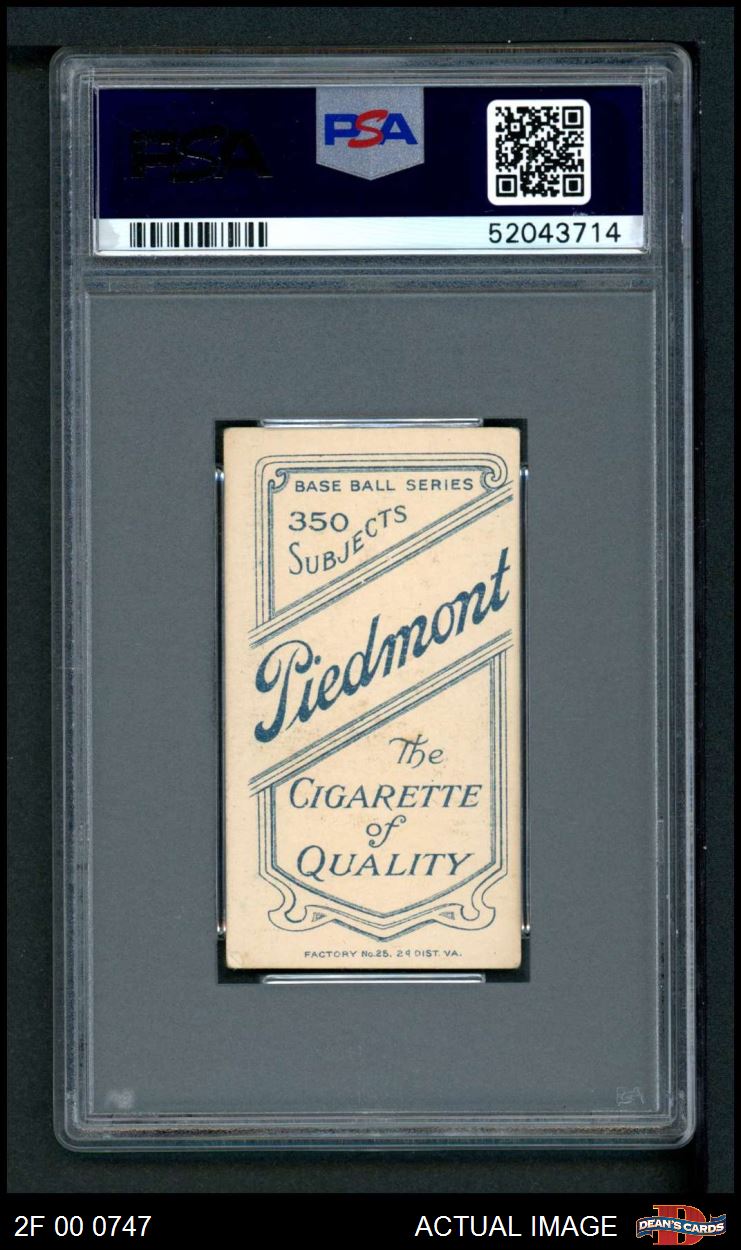 PSA
PSA
52043714
BASE BALL SERIES
350
SUBJECTS
Piedmont
The
CIGARETTE
of
QUALITY
FACTORY No.25. 2d DIST. VA.
2F 00 0747
ACTUAL IMAGE
DEAN'S CARDS